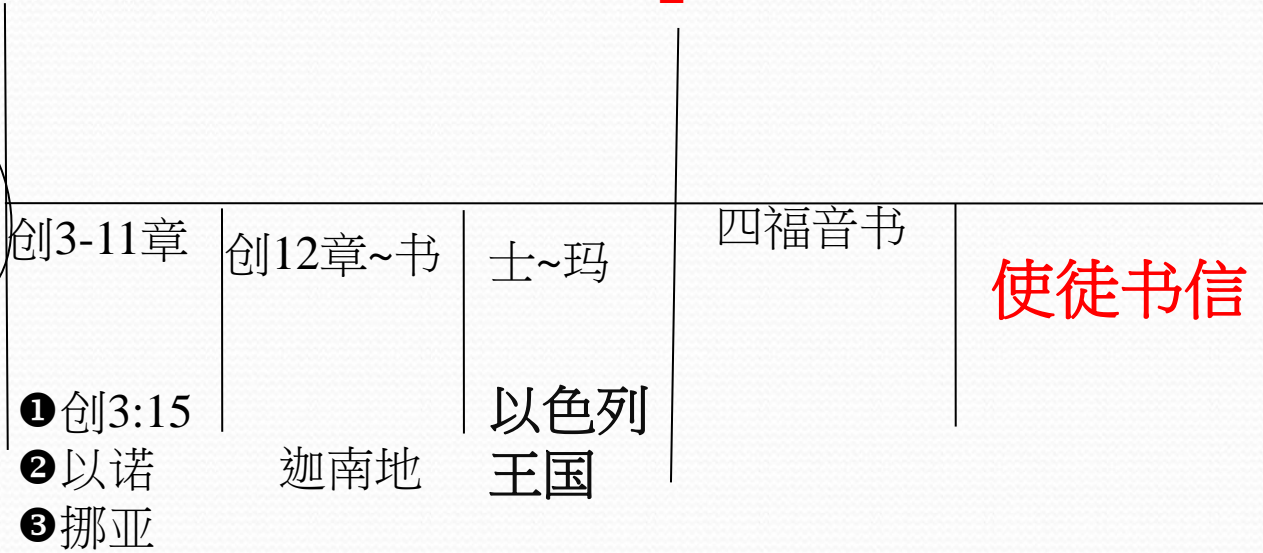 创3-11章
创12章~书
士~玛
四福音书
使徒书信
❶创3:15
❷以诺
❸挪亚
迦南地
以色列
王国